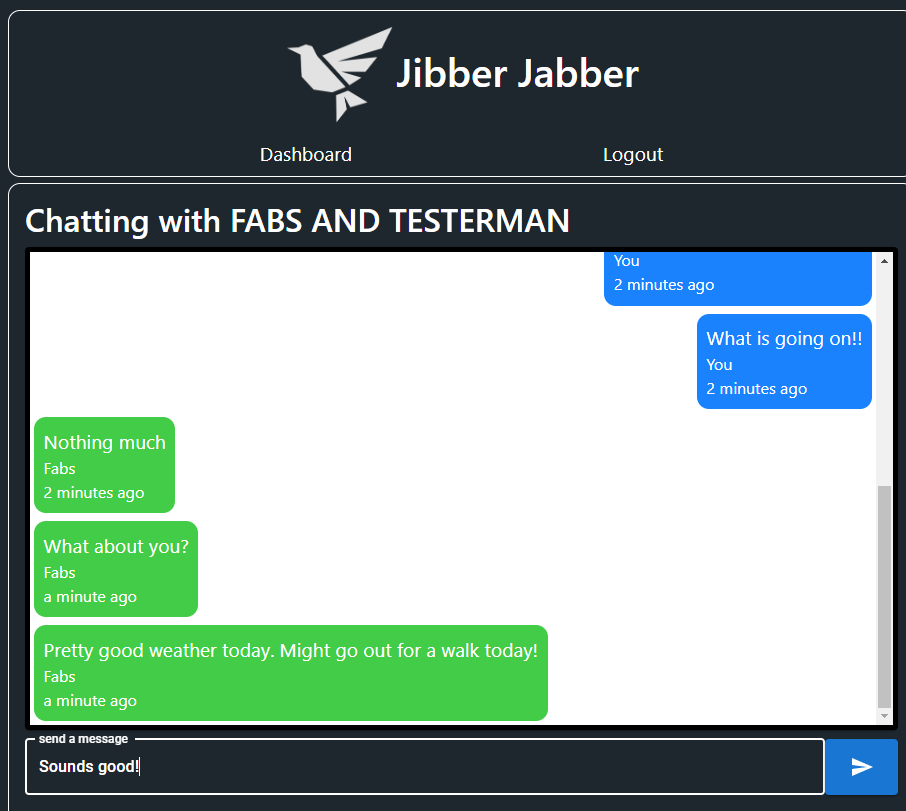 Jibber Jabber
Dashboard Logout
Chatting with FABS AND TESTERMAN
You
2 minutes ago
What is going on!!
You
2 minutes ago
Nothing much
Fabs
2 minutes ago
What about you?
Fabs
a minute ago
Pretty good weather today. Might go out for a walk today!
Fabs
a minute ago
send a message
Sounds good!